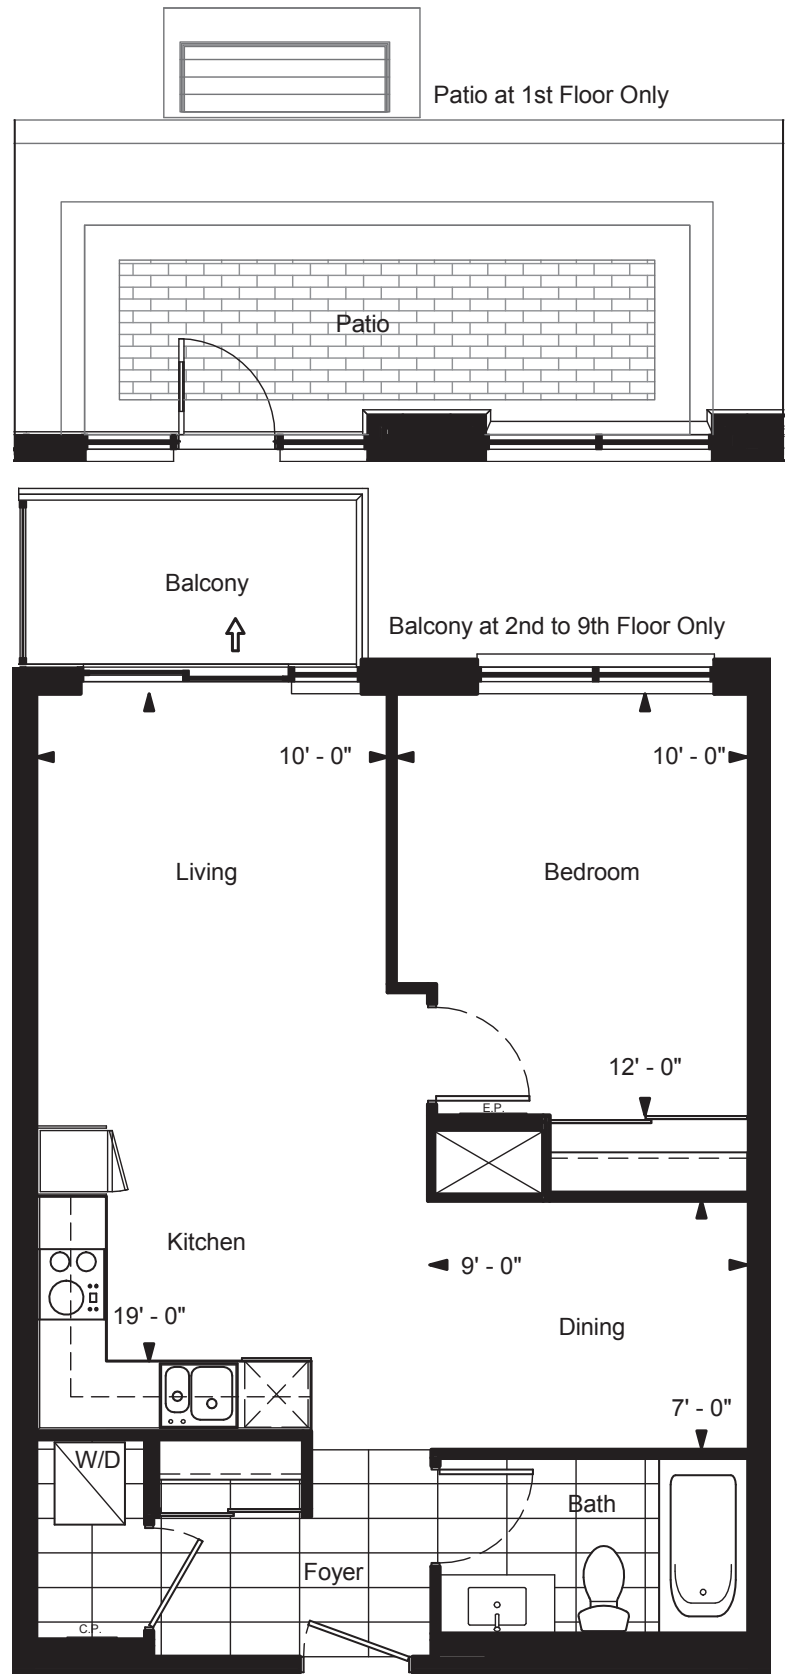 Patio at 1st Floor Only
Patio
Balcony
Balcony at 2nd to 9th Floor Only
10' - 0" 10' - 0"
Living Bedroom
12' - 0"
E.P.
Kitchen
9' - 0"
19' - 0"
Dining
7' - 0"
W/D
Bath
Foyer
C.P.